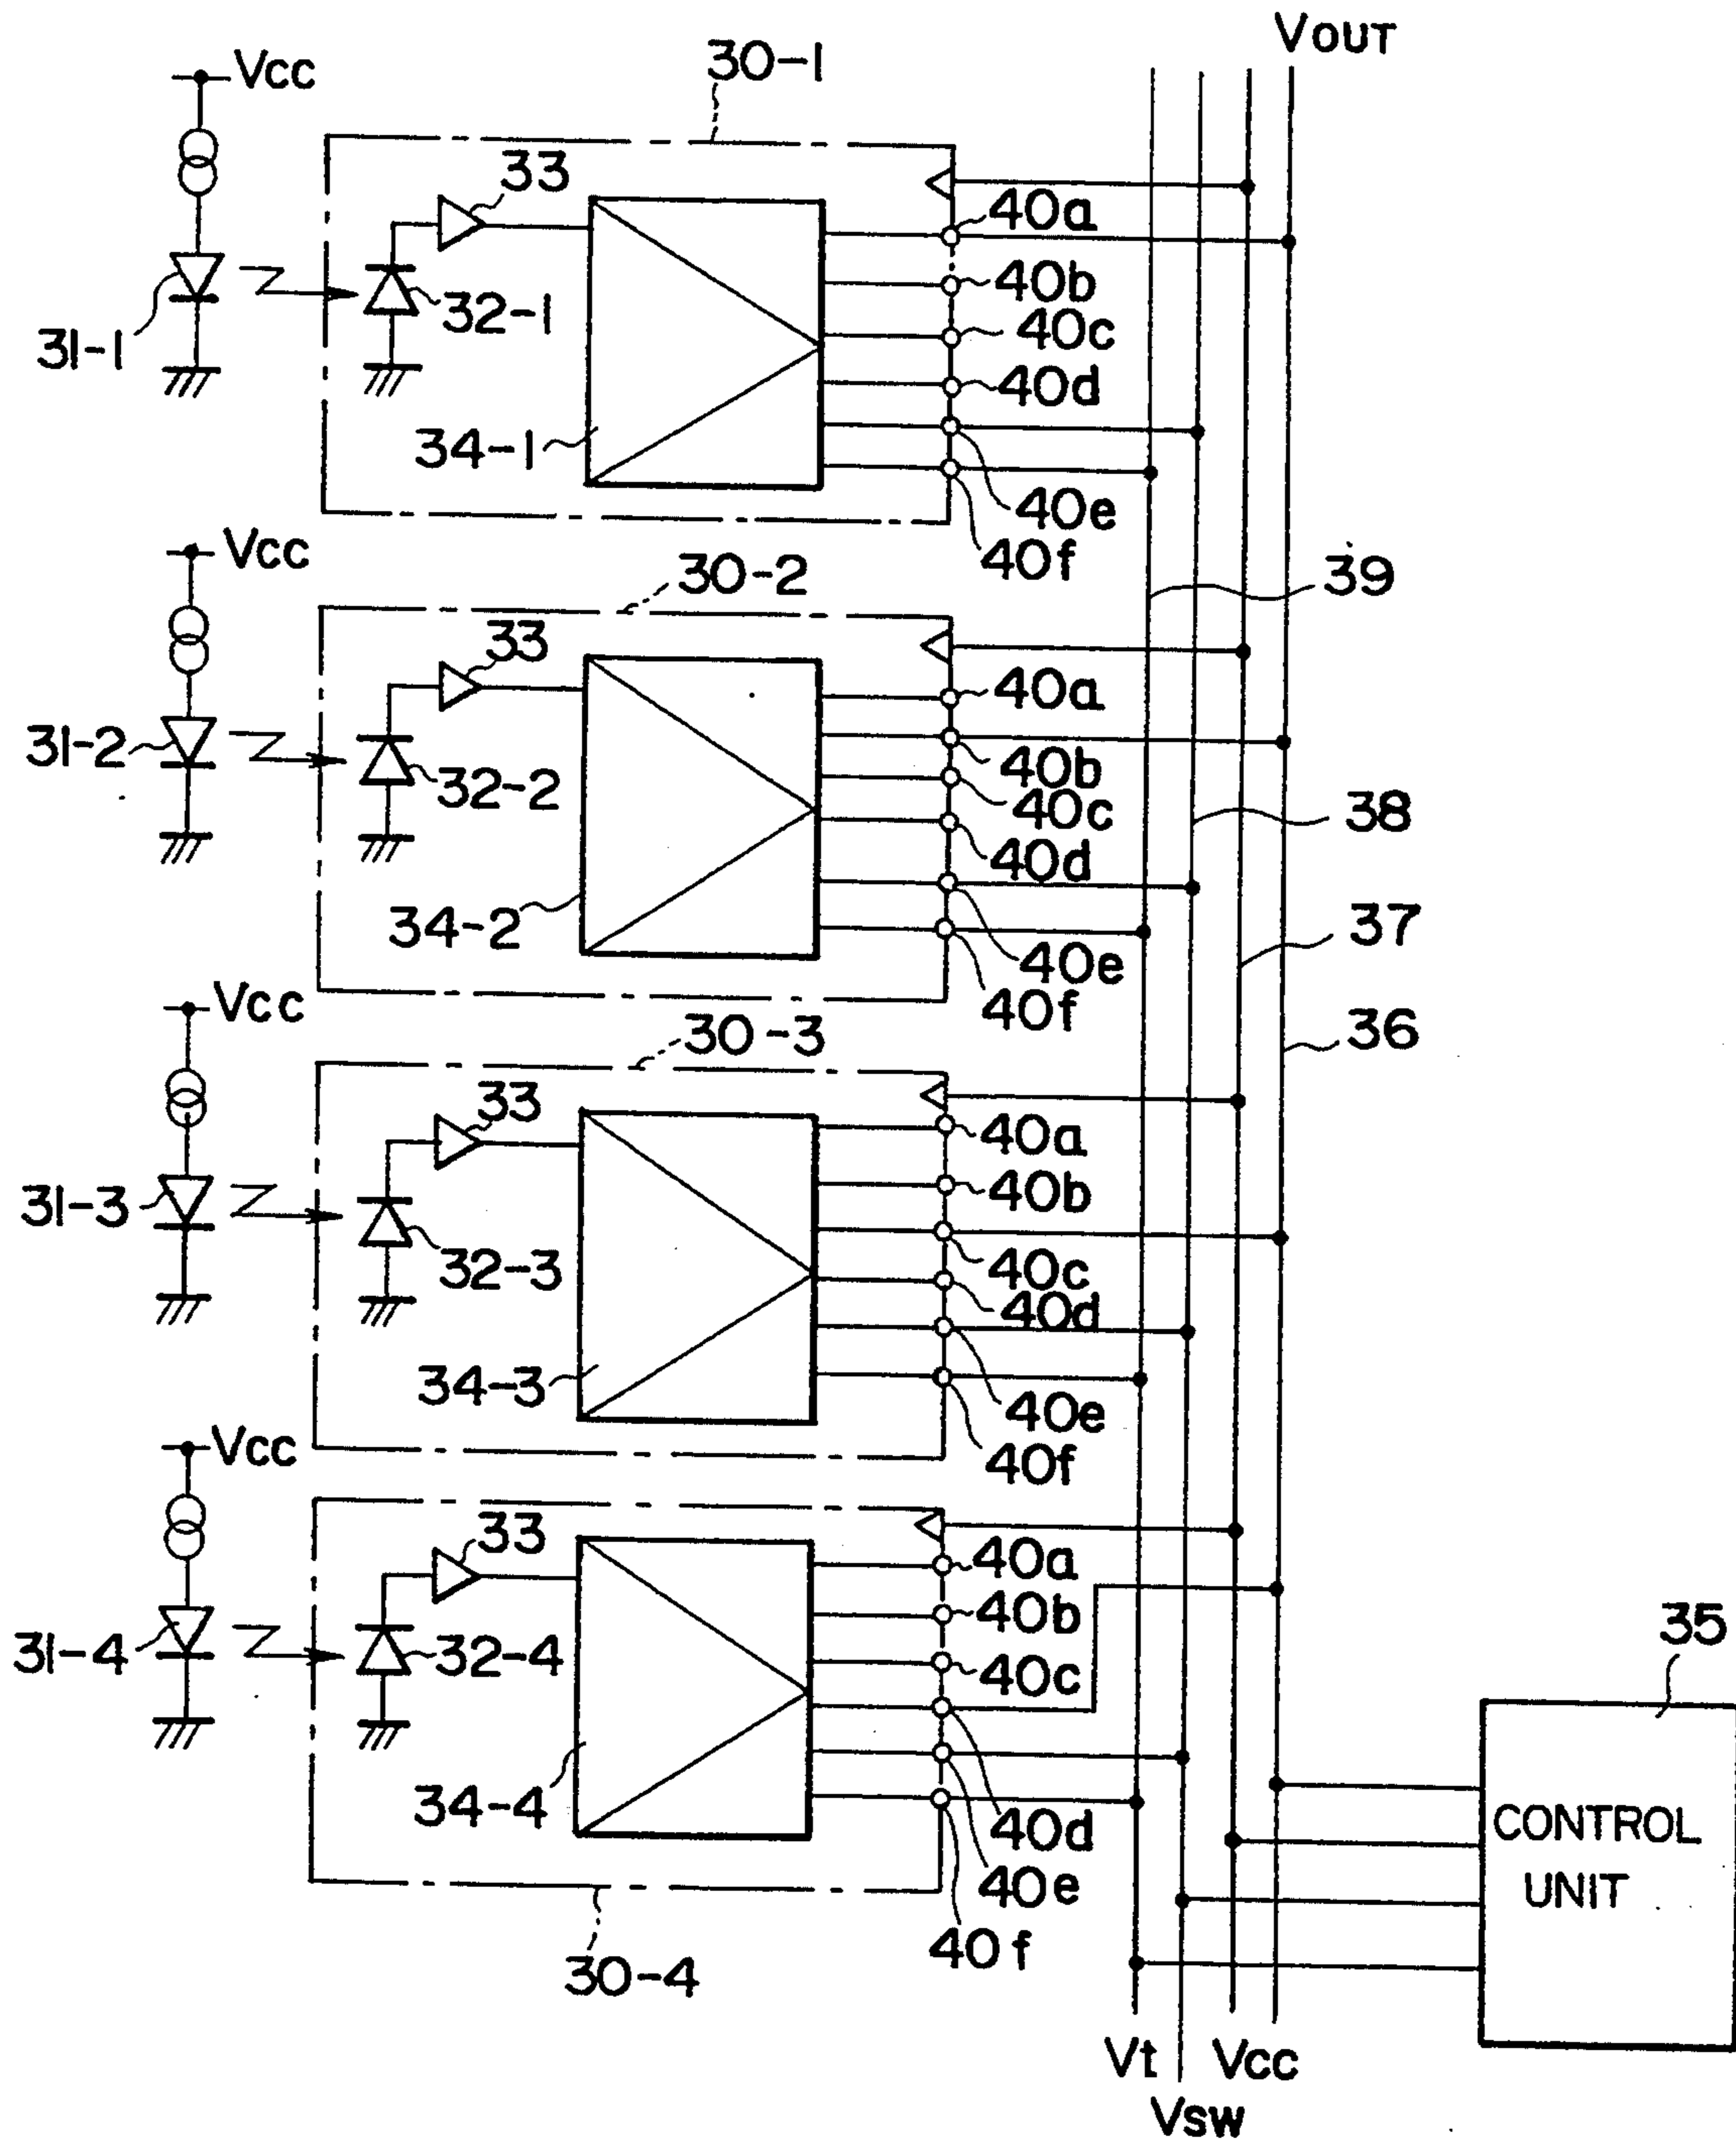 VOUT
Vcc
30-1
33
40a
40b
32-1
40c
31-1
40d
34-1
40e
40f
Vcc
30-2
39
33
40a
31-2
40b
32-2
40c
38
40d
34-2
37
40e
40f
Vcc
30-3
36
33
40a
31-3
40b
32-3
40c
40d
34-3
40e
40f
Vcc
33
40a
40b
35
31-4
32-4
40c
34-4
40d
CONTROL
UNIT
40e
40f
30-4
Vt
Vcc
VSW